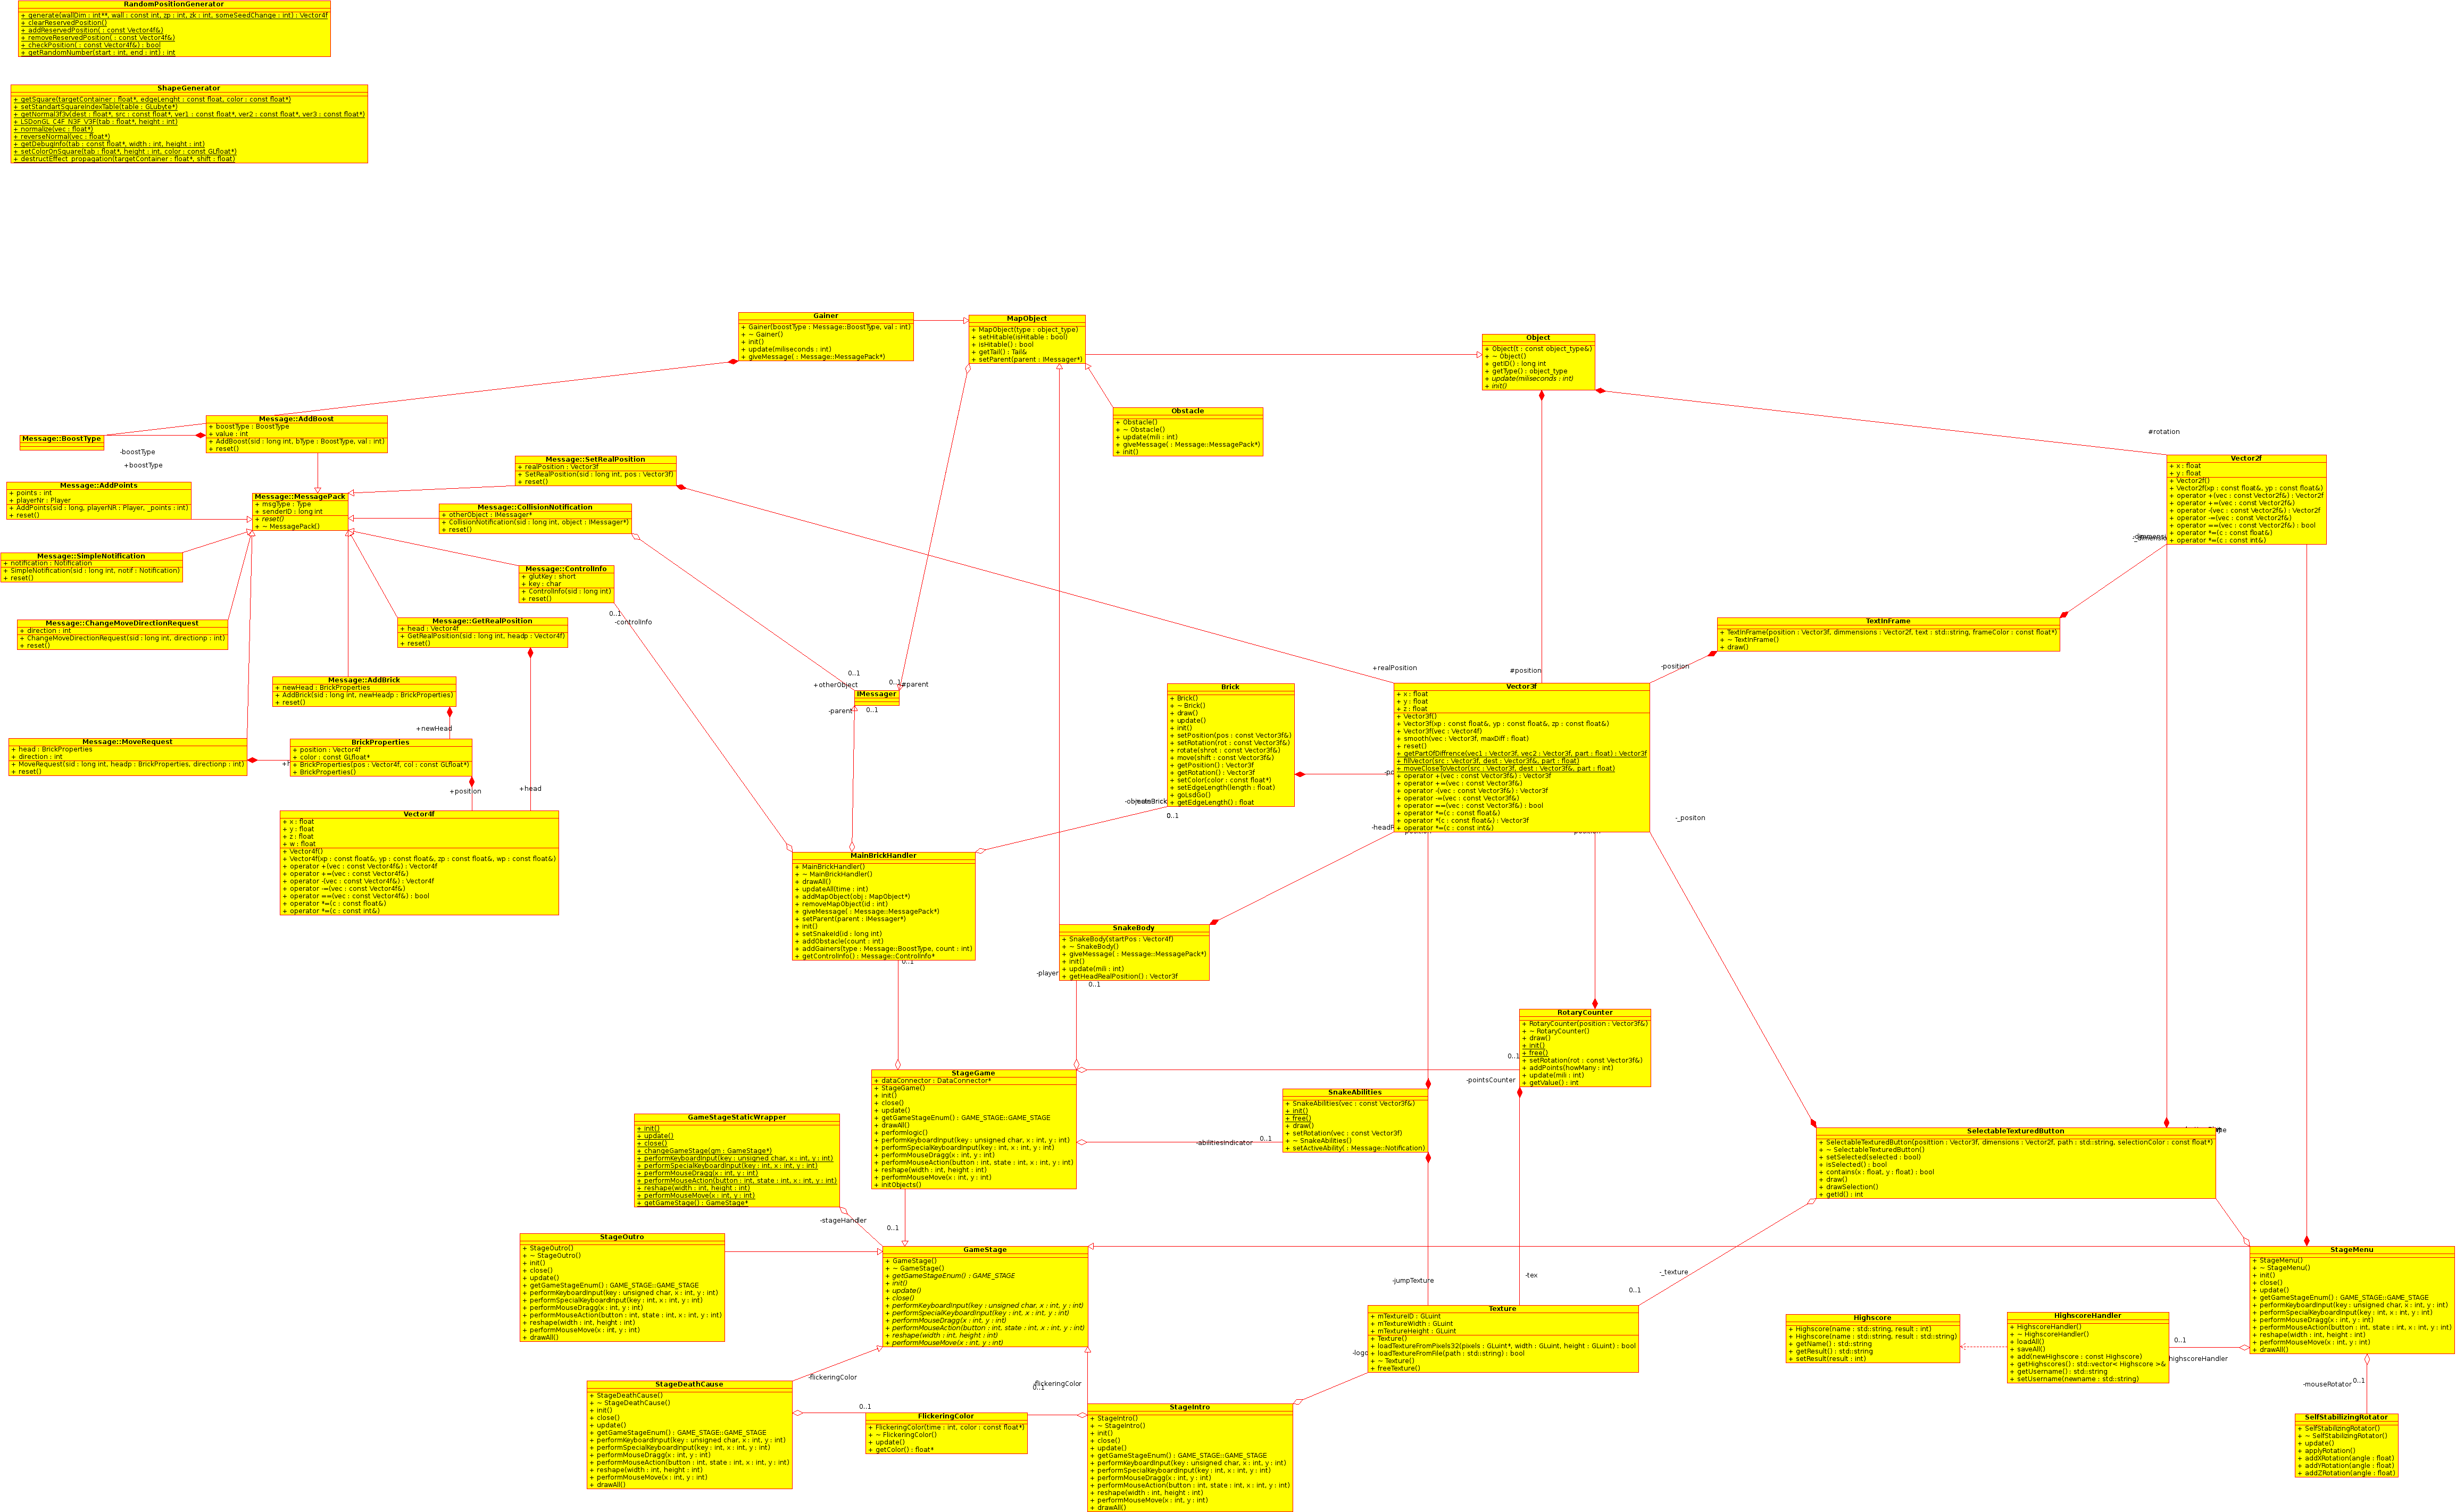 RandomPositionGenerator
+ generate(wallDim : int**, wall : const int, zp : int, zk : int, someSeedChange : int) : Vector4f
+ clearReservedPosition()
+ addReservedPosition( : const Vector4f&)
+ removeReservedPosition( : const Vector4f&)
+ checkPosition( : const Vector4f&) : bool
+ getRandomNumber(start : int, end : int) : int
ShapeGenerator
+ getSquare(targetContainer : float*, edgeLenght : const float, color : const float*)
+ setStandartSquareIndexTable(table : GLubyte*)
+ getNormal3f3v(dest : float*, src : const float*, ver1 : const float*, ver2 : const float*, ver3 : const float*)
+ LSDonGL_C4F_N3F_V3F(tab : float*, height : int)
+ normalize(vec : float*)
+ reverseNormal(vec : float*)
+ getDebugInfo(tab : const float*, width : int, height : int)
+ setColorOnSquare(tab : float*, height : int, color : const GLfloat*)
+ destructEffect_propagation(targetContainer : float*, shift : float)
Gainer
+ Gainer(boostType : Message::BoostType, val : int)
+ ~ Gainer()
+ init()
+ update(miliseconds : int)
+ giveMessage( : Message::MessagePack*)
MapObject
+ MapObject(type : object_type)
+ setHitable(isHitable : bool)
+ isHitable() : bool
+ getTail() : Tail&
+ setParent(parent : IMessager*)
Object
+ Object(t : const object_type&)
+ ~ Object()
+ getID() : long int
+ getType() : object_type
+ update(miliseconds : int)
+ init()
Obstacle
+ Obstacle()
+ ~ Obstacle()
+ update(mili : int)
+ giveMessage( : Message::MessagePack*)
+ init()
Message::AddBoost
+ boostType : BoostType
+ value : int
+ AddBoost(sid : long int, bType : BoostType, val : int)
+ reset()
Message::BoostType
-boostType
+boostType
#rotation
Vector2f
+ x : float
+ y : float
+ Vector2f()
+ Vector2f(xp : const float&, yp : const float&)
+ operator +(vec : const Vector2f&) : Vector2f
+ operator +=(vec : const Vector2f&)
+ operator -(vec : const Vector2f&) : Vector2f
+ operator -=(vec : const Vector2f&)
+ operator ==(vec : const Vector2f&) : bool
+ operator *=(c : const float&)
+ operator *=(c : const int&)
Message::SetRealPosition
+ realPosition : Vector3f
+ SetRealPosition(sid : long int, pos : Vector3f)
+ reset()
Message::AddPoints
+ points : int
+ playerNr : Player
+ AddPoints(sid : long, playerNR : Player, _points : int)
+ reset()
Message::MessagePack
+ msgType : Type
+ senderID : long int
+ reset()
+ ~ MessagePack()
Message::CollisionNotification
+ otherObject : IMessager*
+ CollisionNotification(sid : long int, object : IMessager*)
+ reset()
Message::SimpleNotification
+ notification : Notification
+ SimpleNotification(sid : long int, notif : Notification)
+ reset()
Message::ControlInfo
+ glutKey : short
+ key : char
+ ControlInfo(sid : long int)
+ reset()
0..1
-controlInfo
Message::ChangeMoveDirectionRequest
+ direction : int
+ ChangeMoveDirectionRequest(sid : long int, directionp : int)
+ reset()
Message::GetRealPosition
+ head : Vector4f
+ GetRealPosition(sid : long int, headp : Vector4f)
+ reset()
TextInFrame
+ TextInFrame(position : Vector3f, dimmensions : Vector2f, text : std::string, frameColor : const float*)
+ ~ TextInFrame()
+ draw()
-position
#position
+realPosition
0..1
+otherObject
0..1
#parent
IMessager
-parent
0..1
Message::AddBrick
+ newHead : BrickProperties
+ AddBrick(sid : long int, newHeadp : BrickProperties)
+ reset()
+newHead
Message::MoveRequest
+ head : BrickProperties
+ direction : int
+ MoveRequest(sid : long int, headp : BrickProperties, directionp : int)
+ reset()
BrickProperties
+ position : Vector4f
+ color : const GLfloat*
+ BrickProperties(pos : Vector4f, col : const GLfloat*)
+ BrickProperties()
+position
+head
Vector4f
+ x : float
+ y : float
+ z : float
+ w : float
+ Vector4f()
+ Vector4f(xp : const float&, yp : const float&, zp : const float&, wp : const float&)
+ operator +(vec : const Vector4f&) : Vector4f
+ operator +=(vec : const Vector4f&)
+ operator -(vec : const Vector4f&) : Vector4f
+ operator -=(vec : const Vector4f&)
+ operator ==(vec : const Vector4f&) : bool
+ operator *=(c : const float&)
+ operator *=(c : const int&)
Brick
+ Brick()
+ ~ Brick()
+ draw()
+ update()
+ init()
+ setPosition(pos : const Vector3f&)
+ setRotation(rot : const Vector3f&)
+ rotate(shrot : const Vector3f&)
+ move(shift : const Vector3f&)
+ getPosition() : Vector3f
+ getRotation() : Vector3f
+ setColor(color : const float*)
+ setEdgeLength(length : float)
+ goLsdGo()
+ getEdgeLength() : float
0..1
Vector3f
+ x : float
+ y : float
+ z : float
+ Vector3f()
+ Vector3f(xp : const float&, yp : const float&, zp : const float&)
+ Vector3f(vec : Vector4f)
+ smooth(vec : Vector3f, maxDiff : float)
+ reset()
+ getPartOfDiffrence(vec1 : Vector3f, vec2 : Vector3f, part : float) : Vector3f
+ fillVector(src : Vector3f, dest : Vector3f&, part : float)
+ moveCloseToVector(src : Vector3f, dest : Vector3f&, part : float)
+ operator +(vec : const Vector3f&) : Vector3f
+ operator +=(vec : const Vector3f&)
+ operator -(vec : const Vector3f&) : Vector3f
+ operator -=(vec : const Vector3f&)
+ operator ==(vec : const Vector3f&) : bool
+ operator *=(c : const float&)
+ operator *(c : const float&) : Vector3f
+ operator *=(c : const int&)
-_positon
MainBrickHandler
+ MainBrickHandler()
+ ~ MainBrickHandler()
+ drawAll()
+ updateAll(time : int)
+ addMapObject(obj : MapObject*)
+ removeMapObject(id : int)
+ giveMessage( : Message::MessagePack*)
+ setParent(parent : IMessager*)
+ init()
+ setSnakeId(id : long int)
+ addObstacle(count : int)
+ addGainers(type : Message::BoostType, count : int)
+ getControlInfo() : Message::ControlInfo*
0..1
SnakeBody
+ SnakeBody(startPos : Vector4f)
+ ~ SnakeBody()
+ giveMessage( : Message::MessagePack*)
+ init()
+ update(mili : int)
+ getHeadRealPosition() : Vector3f
-player
0..1
RotaryCounter
+ RotaryCounter(position : Vector3f&)
+ ~ RotaryCounter()
+ draw()
+ init()
+ free()
+ setRotation(rot : const Vector3f&)
+ addPoints(howMany : int)
+ update(mili : int)
+ getValue() : int
0..1
-pointsCounter
StageGame
+ dataConnector : DataConnector*
+ StageGame()
+ init()
+ close()
+ update()
+ getGameStageEnum() : GAME_STAGE::GAME_STAGE
+ drawAll()
+ performlogic()
+ performKeyboardInput(key : unsigned char, x : int, y : int)
+ performSpecialKeyboardInput(key : int, x : int, y : int)
+ performMouseDragg(x : int, y : int)
+ performMouseAction(button : int, state : int, x : int, y : int)
+ reshape(width : int, height : int)
+ performMouseMove(x : int, y : int)
+ initObjects()
SnakeAbilities
+ SnakeAbilities(vec : const Vector3f&)
+ init()
+ free()
+ draw()
+ setRotation(vec : const Vector3f)
+ ~ SnakeAbilities()
+ setActiveAbility( : Message::Notification)
-abilitiesIndicator
0..1
GameStageStaticWrapper
+ init()
+ update()
+ close()
+ changeGameStage(gm : GameStage*)
+ performKeyboardInput(key : unsigned char, x : int, y : int)
+ performSpecialKeyboardInput(key : int, x : int, y : int)
+ performMouseDragg(x : int, y : int)
+ performMouseAction(button : int, state : int, x : int, y : int)
+ reshape(width : int, height : int)
+ performMouseMove(x : int, y : int)
+ getGameStage() : GameStage*
-stageHandler
0..1
SelectableTexturedButton
+ SelectableTexturedButton(possition : Vector3f, dimensions : Vector2f, path : std::string, selectionColor : const float*)
+ ~ SelectableTexturedButton()
+ setSelected(selected : bool)
+ isSelected() : bool
+ contains(x : float, y : float) : bool
+ draw()
+ drawSelection()
+ getId() : int
StageOutro
+ StageOutro()
+ ~ StageOutro()
+ init()
+ close()
+ update()
+ getGameStageEnum() : GAME_STAGE::GAME_STAGE
+ performKeyboardInput(key : unsigned char, x : int, y : int)
+ performSpecialKeyboardInput(key : int, x : int, y : int)
+ performMouseDragg(x : int, y : int)
+ performMouseAction(button : int, state : int, x : int, y : int)
+ reshape(width : int, height : int)
+ performMouseMove(x : int, y : int)
+ drawAll()
GameStage
+ GameStage()
+ ~ GameStage()
+ getGameStageEnum() : GAME_STAGE
+ init()
+ update()
+ close()
+ performKeyboardInput(key : unsigned char, x : int, y : int)
+ performSpecialKeyboardInput(key : int, x : int, y : int)
+ performMouseDragg(x : int, y : int)
+ performMouseAction(button : int, state : int, x : int, y : int)
+ reshape(width : int, height : int)
+ performMouseMove(x : int, y : int)
-jumpTexture
-tex
-_texture
0..1
Texture
+ mTextureID : GLuint
+ mTextureWidth : GLuint
+ mTextureHeight : GLuint
+ Texture()
+ loadTextureFromPixels32(pixels : GLuint*, width : GLuint, height : GLuint) : bool
+ loadTextureFromFile(path : std::string) : bool
+ ~ Texture()
+ freeTexture()
StageMenu
+ StageMenu()
+ ~ StageMenu()
+ init()
+ close()
+ update()
+ getGameStageEnum() : GAME_STAGE::GAME_STAGE
+ performKeyboardInput(key : unsigned char, x : int, y : int)
+ performSpecialKeyboardInput(key : int, x : int, y : int)
+ performMouseDragg(x : int, y : int)
+ performMouseAction(button : int, state : int, x : int, y : int)
+ reshape(width : int, height : int)
+ performMouseMove(x : int, y : int)
+ drawAll()
Highscore
+ Highscore(name : std::string, result : int)
+ Highscore(name : std::string, result : std::string)
+ getName() : std::string
+ getResult() : std::string
+ setResult(result : int)
HighscoreHandler
+ HighscoreHandler()
+ ~ HighscoreHandler()
+ loadAll()
+ saveAll()
+ add(newHighscore : const Highscore)
+ getHighscores() : std::vector< Highscore >&
+ getUsername() : std::string
+ setUsername(newname : std::string)
0..1
highscoreHandler
-mouseRotator
0..1
StageDeathCause
+ StageDeathCause()
+ ~ StageDeathCause()
+ init()
+ close()
+ update()
+ getGameStageEnum() : GAME_STAGE::GAME_STAGE
+ performKeyboardInput(key : unsigned char, x : int, y : int)
+ performSpecialKeyboardInput(key : int, x : int, y : int)
+ performMouseDragg(x : int, y : int)
+ performMouseAction(button : int, state : int, x : int, y : int)
+ reshape(width : int, height : int)
+ performMouseMove(x : int, y : int)
+ drawAll()
-flickeringColor
0..1
FlickeringColor
+ FlickeringColor(time : int, color : const float*)
+ ~ FlickeringColor()
+ update()
+ getColor() : float*
flickeringColor
0..1
StageIntro
+ StageIntro()
+ ~ StageIntro()
+ init()
+ close()
+ update()
+ getGameStageEnum() : GAME_STAGE::GAME_STAGE
+ performKeyboardInput(key : unsigned char, x : int, y : int)
+ performSpecialKeyboardInput(key : int, x : int, y : int)
+ performMouseDragg(x : int, y : int)
+ performMouseAction(button : int, state : int, x : int, y : int)
+ reshape(width : int, height : int)
+ performMouseMove(x : int, y : int)
+ drawAll()
SelfStabilizingRotator
+ SelfStabilizingRotator()
+ ~ SelfStabilizingRotator()
+ update()
+ applyRotation()
+ addXRotation(angle : float)
+ addYRotation(angle : float)
+ addZRotation(angle : float)